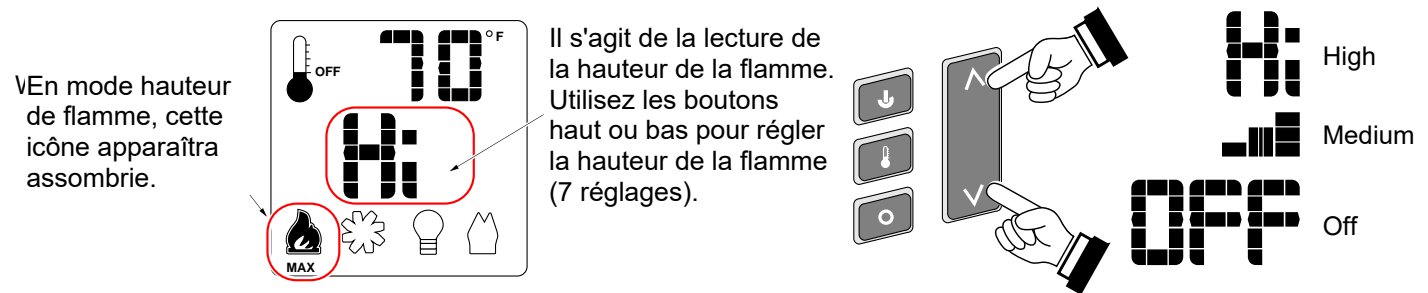 \En mode hauteur
de flamme, cette
icône apparaîtra
assombrie.
70°F
OFF
Hi
MAX
Il s'agit de la lecture de
la hauteur de la flamme.
Utilisez les boutons
haut ou bas pour régler
la hauteur de la flamme
(7 réglages).
Hi High
Medium
OFF Off